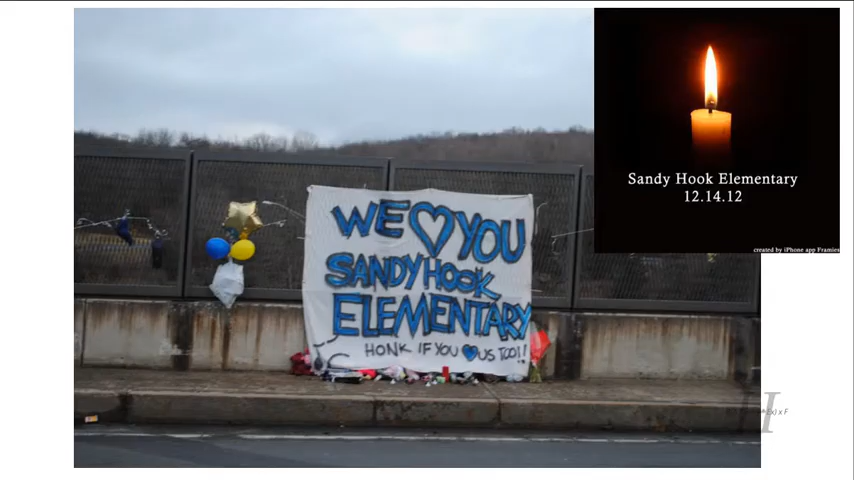 WE ♥ YOU
SANDY HOOK
ELEMENTARY
HONK IF YOU ♥ US TOO!!
Sandy Hook Elementary
12.14.12
created by iPhone app Framies